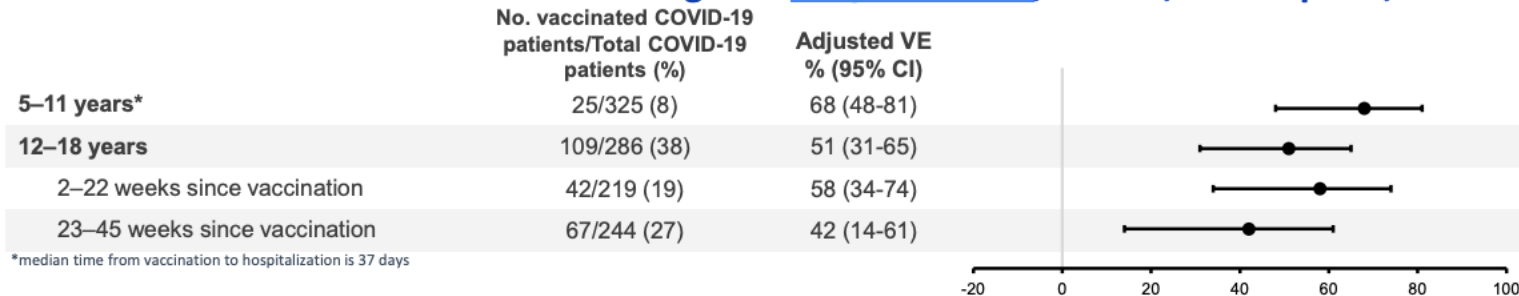 No. vaccinated COVID-19
patients/Total COVID-19
patients (%)
Adjusted VE
% (95% CI)
5–11 years* 25/325 (8) 68 (48-81)
12–18 years 109/286 (38) 51 (31-65)
2–22 weeks since vaccination 42/219 (19) 58 (34-74)
23–45 weeks since vaccination 67/244 (27) 42 (14-61)
*median time from vaccination to hospitalization is 37 days
-20 0 20 40 60 80 100